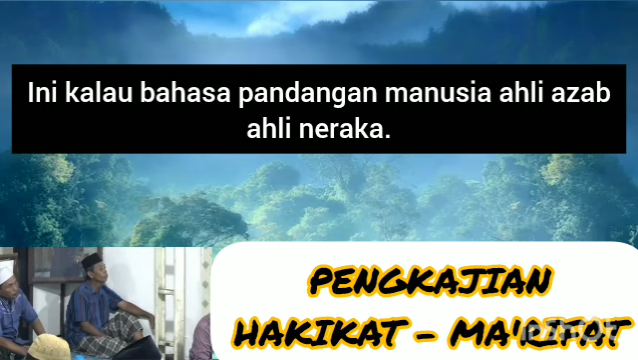 Ini kalau bahasa pandangan manusia ahli azab
ahli neraka.
PENGKAJIAN
HAKIKAT - MA'RIFAT